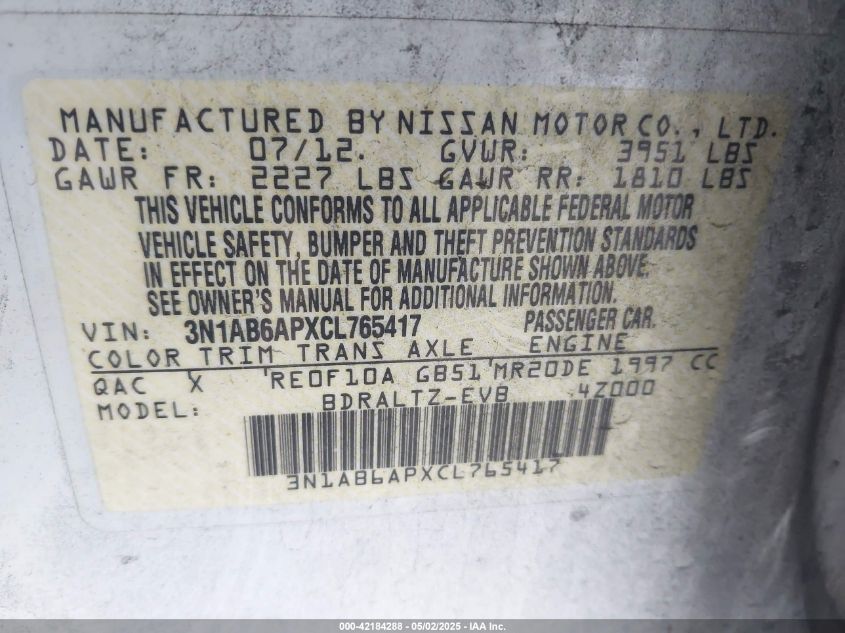 MANUFACTURED BY NISSAN MOTOR CO., LTD.
DATE: 07/12. GVWR: 3951 LBS
GAWR FR: 2227 LBS GAWR RR: 1810 LBS
THIS VEHICLE CONFORMS TO ALL APPLICABLE FEDERAL MOTOR
VEHICLE SAFETY, BUMPER AND THEFT PREVENTION STANDARDS
IN EFFECT ON THE DATE OF MANUFACTURE SHOWN ABOVE.
SEE OWNER'S MANUAL FOR ADDITIONAL INFORMATION.
VIN: 3N1AB6APXCL765417 PASSENGER CAR.
COLOR TRIM TRANS AXLE ENGINE
QAC X RE0F10A GB51 MR20DE 1997 CC
MODEL: BDRALTZ-EVB 4Z000
3N1AB6APXCL765417
000-42184288 - 05/02/2025 - IAA Inc.